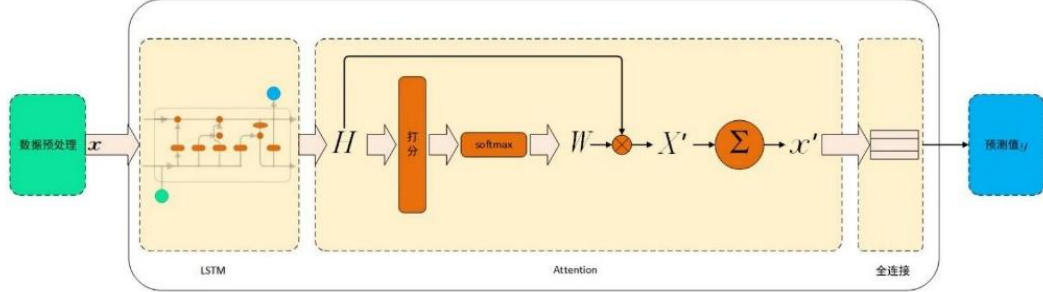 数据预处理
x
H
打分
softmax
W
X'
Σ
x'
预测值y
LSTM
Attention
全连接